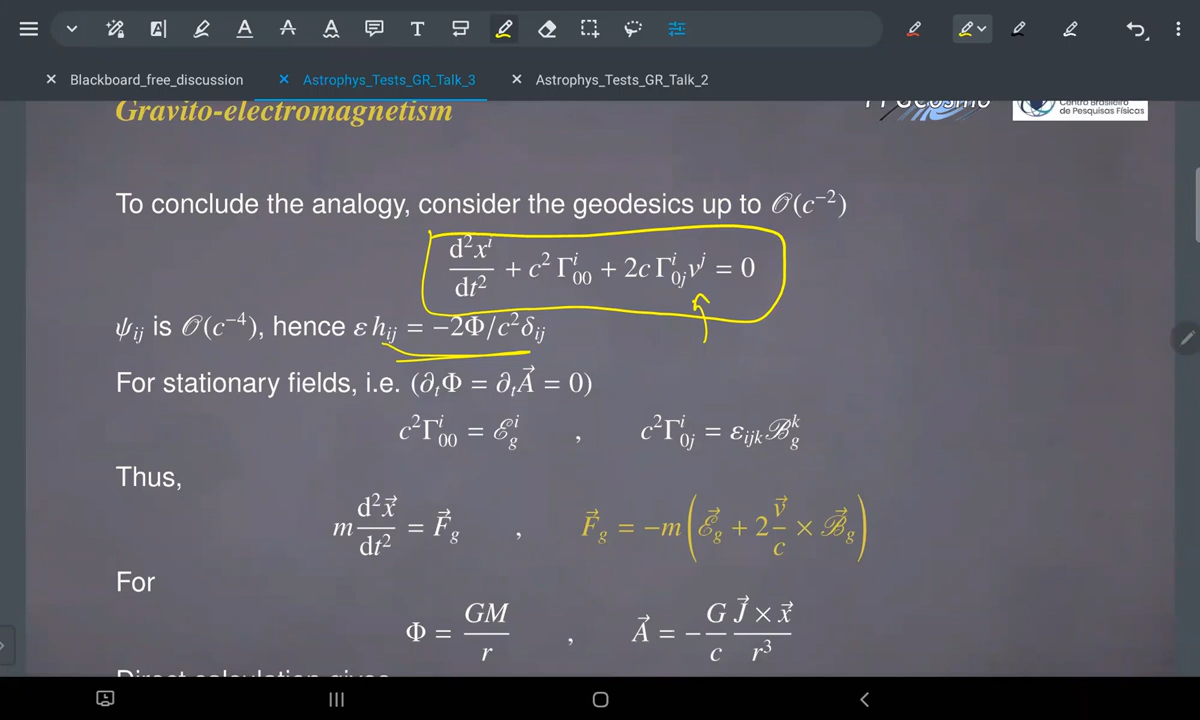 Blackboard_free_discussion Astrophys_Tests_GR_Talk_3 Astrophys_Tests_GR_Talk_2
Gravito-electromagnetism
Centro Brasileiro
de Pesquisas Físicas
To conclude the analogy, consider the geodesics up to 𝒪(c⁻²)
d²xⁱ/dt² + c² Γⁱ₀₀ + 2c Γⁱ₀ⱼ vʲ = 0
ψᵢⱼ is 𝒪(c⁻⁴), hence ε hᵢⱼ = −2Φ/c² δᵢⱼ
For stationary fields, i.e. (∂ₜΦ = ∂ₜA⃗ = 0)
c²Γⁱ₀₀ = ℰⁱ_g , c²Γⁱ₀ⱼ = εᵢⱼₖ ℬᵏ_g
Thus,
m d²x⃗/dt² = F⃗_g , F⃗_g = −m(ℰ⃗_g + 2 v⃗/c × ℬ⃗_g)
For
Φ = GM/r , A⃗ = −G/c J⃗ × x⃗/r³
Direct calculation gives